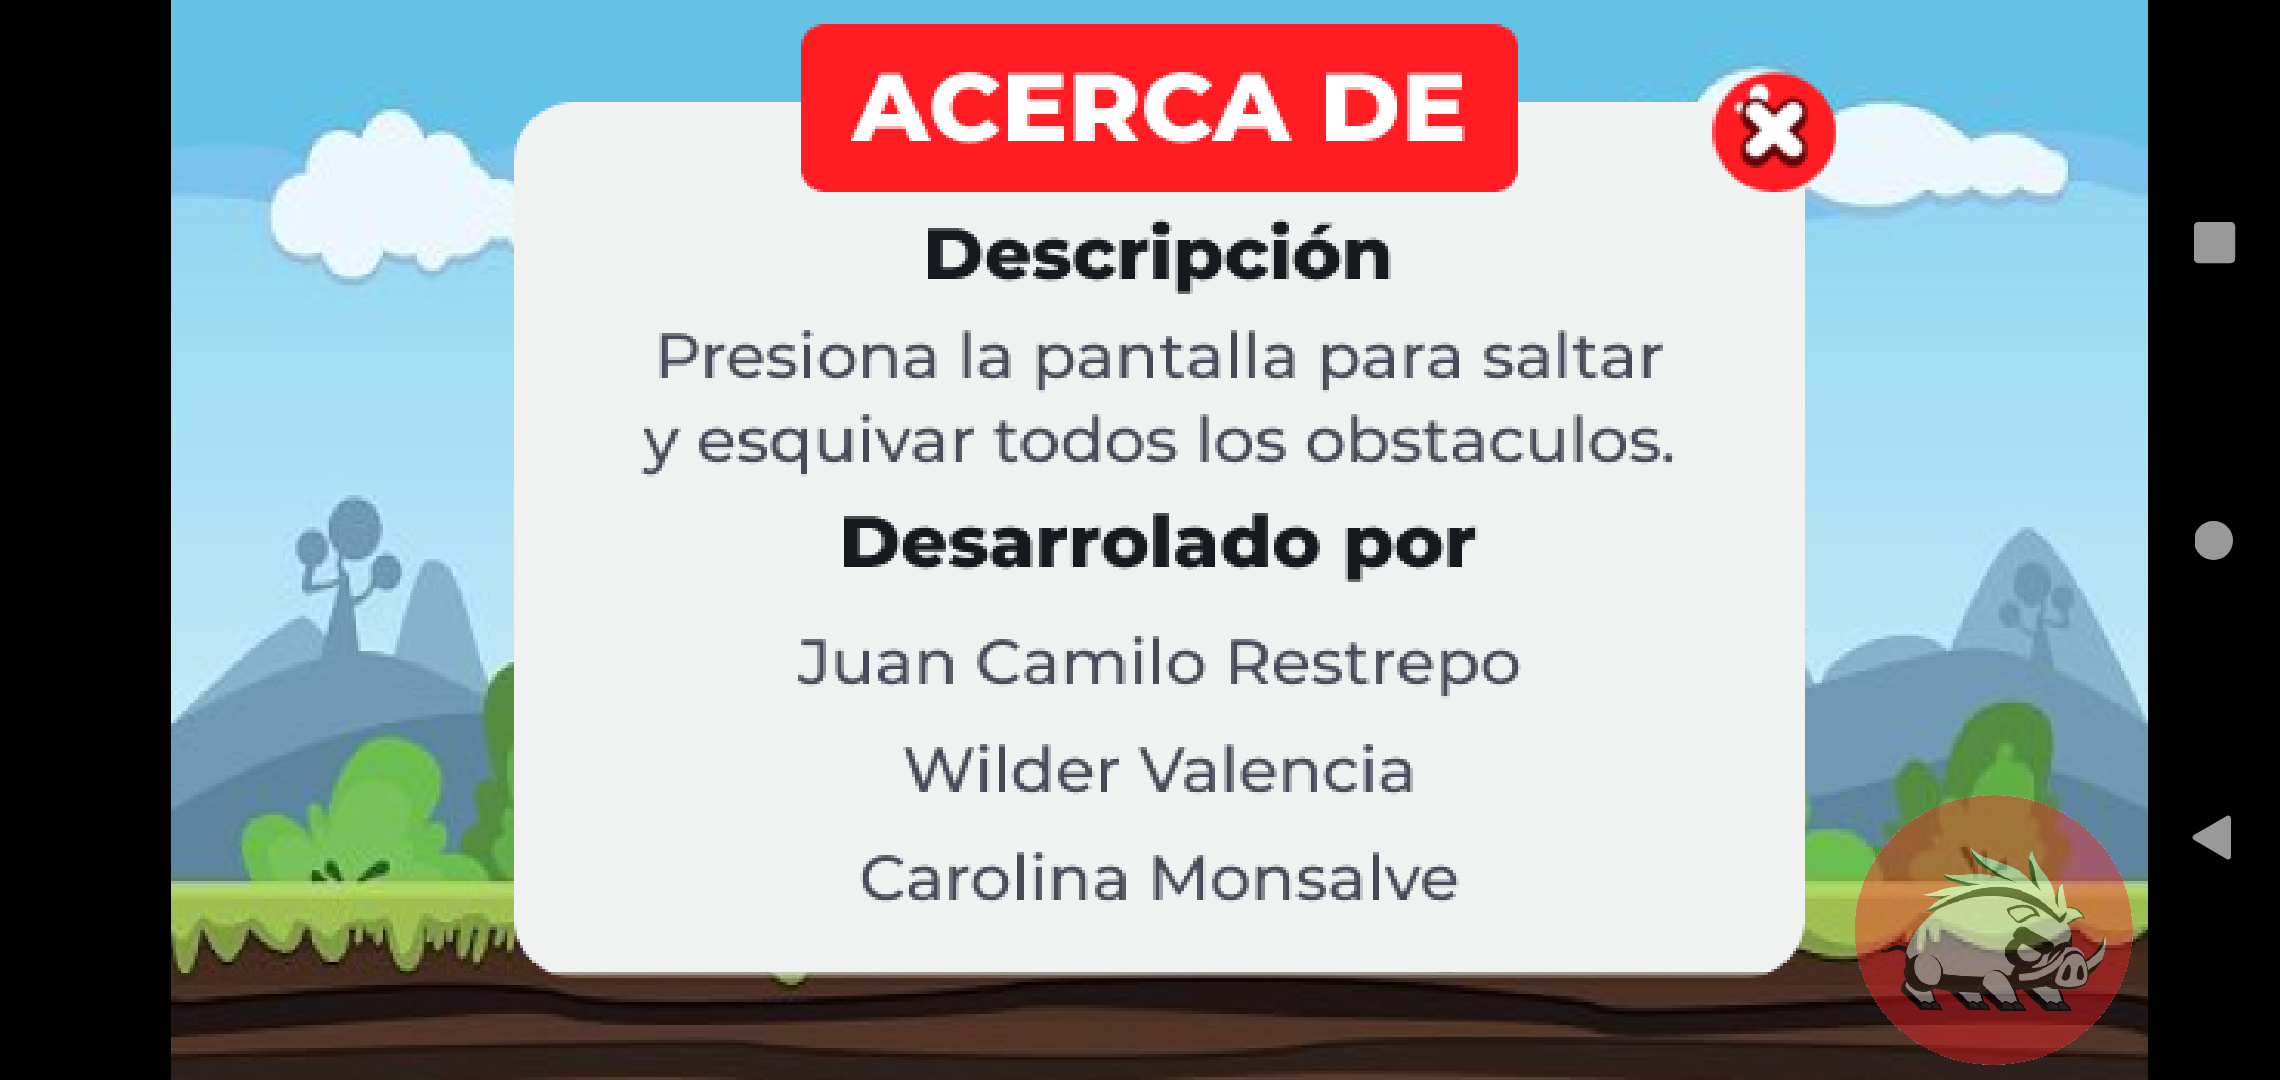 ACERCA DE
Descripción
Presiona la pantalla para saltar
y esquivar todos los obstaculos.
Desarrolado por
Juan Camilo Restrepo
Wilder Valencia
Carolina Monsalve